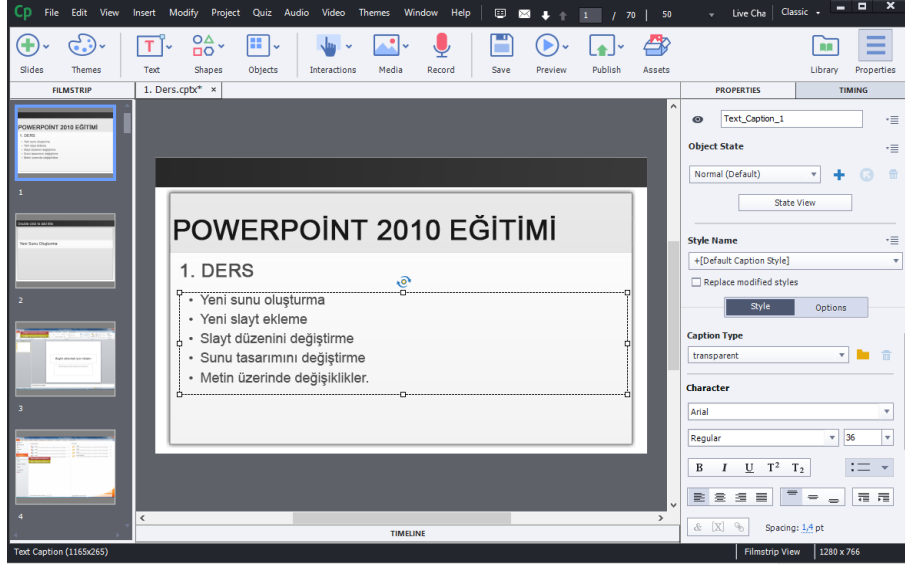 Cp File Edit View Insert Modify Project Quiz Audio Video Themes Window Help 1 / 70 50 Live Cha Classic
Slides Themes Text Shapes Objects Interactions Media Record Save Preview Publish Assets Library Properties
FILMSTRIP
1. Ders.cptx* ×
PROPERTIES TIMING
POWERPOİNT 2010 EĞİTİMİ
1. DERS
1
Yeni Sunu Oluşturma
2
3
4
POWERPOİNT 2010 EĞİTİMİ
1. DERS
• Yeni sunu oluşturma
• Yeni slayt ekleme
• Slayt düzenini değiştirme
• Sunu tasarımını değiştirme
• Metin üzerinde değişiklikler.
TIMELINE
Text_Caption_1
Object State
Normal (Default)
State View
Style Name
+[Default Caption Style]
Replace modified styles
Style Options
Caption Type
transparent
Character
Arial
Regular 36
B I U T² T₂
& [X]
Spacing: 1,4 pt
Text Caption (1165x265)
Filmstrip View 1280 x 766